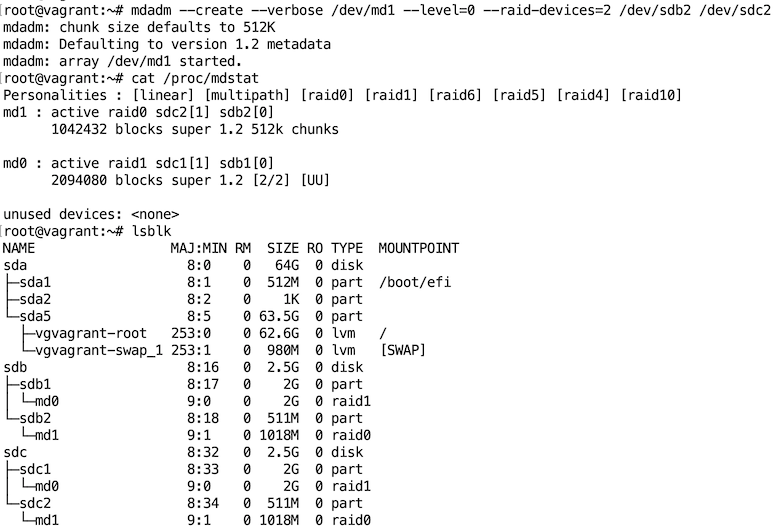 [root@vagrant:~# mdadm --create --verbose /dev/md1 --level=0 --raid-devices=2 /dev/sdb2 /dev/sdc2
mdadm: chunk size defaults to 512K
mdadm: Defaulting to version 1.2 metadata
mdadm: array /dev/md1 started.
[root@vagrant:~# cat /proc/mdstat
Personalities : [linear] [multipath] [raid0] [raid1] [raid6] [raid5] [raid4] [raid10]
md1 : active raid0 sdc2[1] sdb2[0]
      1042432 blocks super 1.2 512k chunks
md0 : active raid1 sdc1[1] sdb1[0]
      2094080 blocks super 1.2 [2/2] [UU]
unused devices: <none>
[root@vagrant:~# lsblk
NAME                 MAJ:MIN RM  SIZE RO TYPE  MOUNTPOINT
sda                    8:0    0   64G  0 disk
├─sda1                 8:1    0  512M  0 part  /boot/efi
├─sda2                 8:2    0    1K  0 part
└─sda5                 8:5    0 63.5G  0 part
  ├─vgvagrant-root   253:0    0 62.6G  0 lvm   /
  └─vgvagrant-swap_1 253:1    0  980M  0 lvm   [SWAP]
sdb                    8:16   0  2.5G  0 disk
├─sdb1                 8:17   0    2G  0 part
│ └─md0                9:0    0    2G  0 raid1
└─sdb2                 8:18   0  511M  0 part
  └─md1                9:1    0 1018M  0 raid0
sdc                    8:32   0  2.5G  0 disk
├─sdc1                 8:33   0    2G  0 part
│ └─md0                9:0    0    2G  0 raid1
└─sdc2                 8:34   0  511M  0 part
  └─md1                9:1    0 1018M  0 raid0